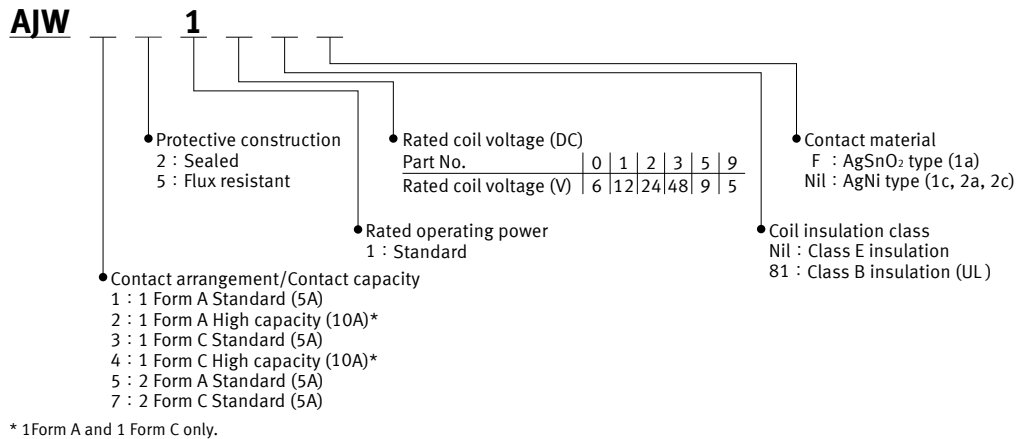 AJW 1
Protective construction
2 : Sealed
5 : Flux resistant
Rated coil voltage (DC)
Part No. 0 1 2 3 5 9
Rated coil voltage (V) 6 12 24 48 9 5
Contact material
F : AgSnO₂ type (1a)
Nil : AgNi type (1c, 2a, 2c)
Rated operating power
1 : Standard
Coil insulation class
Nil : Class E insulation
81 : Class B insulation (UL)
Contact arrangement/Contact capacity
1 : 1 Form A Standard (5A)
2 : 1 Form A High capacity (10A)*
3 : 1 Form C Standard (5A)
4 : 1 Form C High capacity (10A)*
5 : 2 Form A Standard (5A)
7 : 2 Form C Standard (5A)
* 1Form A and 1 Form C only.